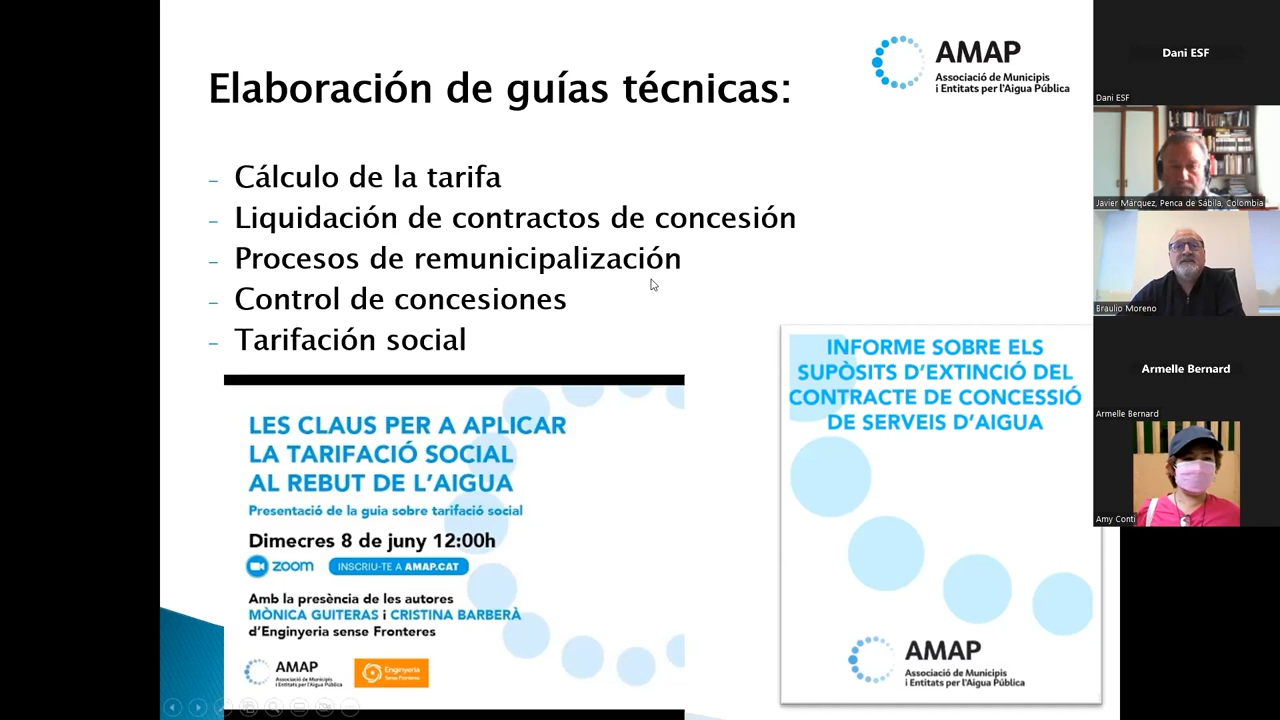 Elaboración de guías técnicas:
AMAP
Associació de Municipis
i Entitats per l'Aigua Pública
- Cálculo de la tarifa
- Liquidación de contractos de concesión
- Procesos de remunicipalización
- Control de concesiones
- Tarifación social
LES CLAUS PER A APLICAR
LA TARIFACIÓ SOCIAL
AL REBUT DE L'AIGUA
Presentació de la guia sobre tarifació social
Dimecres 8 de juny 12:00h
zoom INSCRIU-TE A AMAP.CAT
Amb la presència de les autores
MÒNICA GUITERAS i CRISTINA BARBERÀ
d'Enginyeria sense Fronteres
AMAP
Associació de Municipis
i Entitats per l'Aigua Pública
Enginyeria
Sense Fronteres
INFORME SOBRE ELS
SUPÒSITS D'EXTINCIÓ DEL
CONTRACTE DE CONCESSIÓ
DE SERVEIS D'AIGUA
AMAP
Associació de Municipis
i Entitats per l'Aigua Pública
Dani ESF
Dani ESF
Javier Márquez, Penca de Sábila, Colombia
Braulio Moreno
Armelle Bernard
Armelle Bernard
Amy Conti